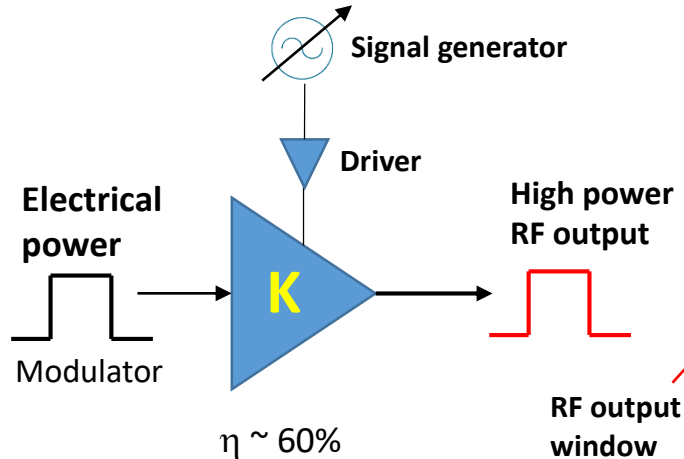 Signal generator
Driver
Electrical
power
High power
RF output
K
Modulator
RF output
window
η ~ 60%